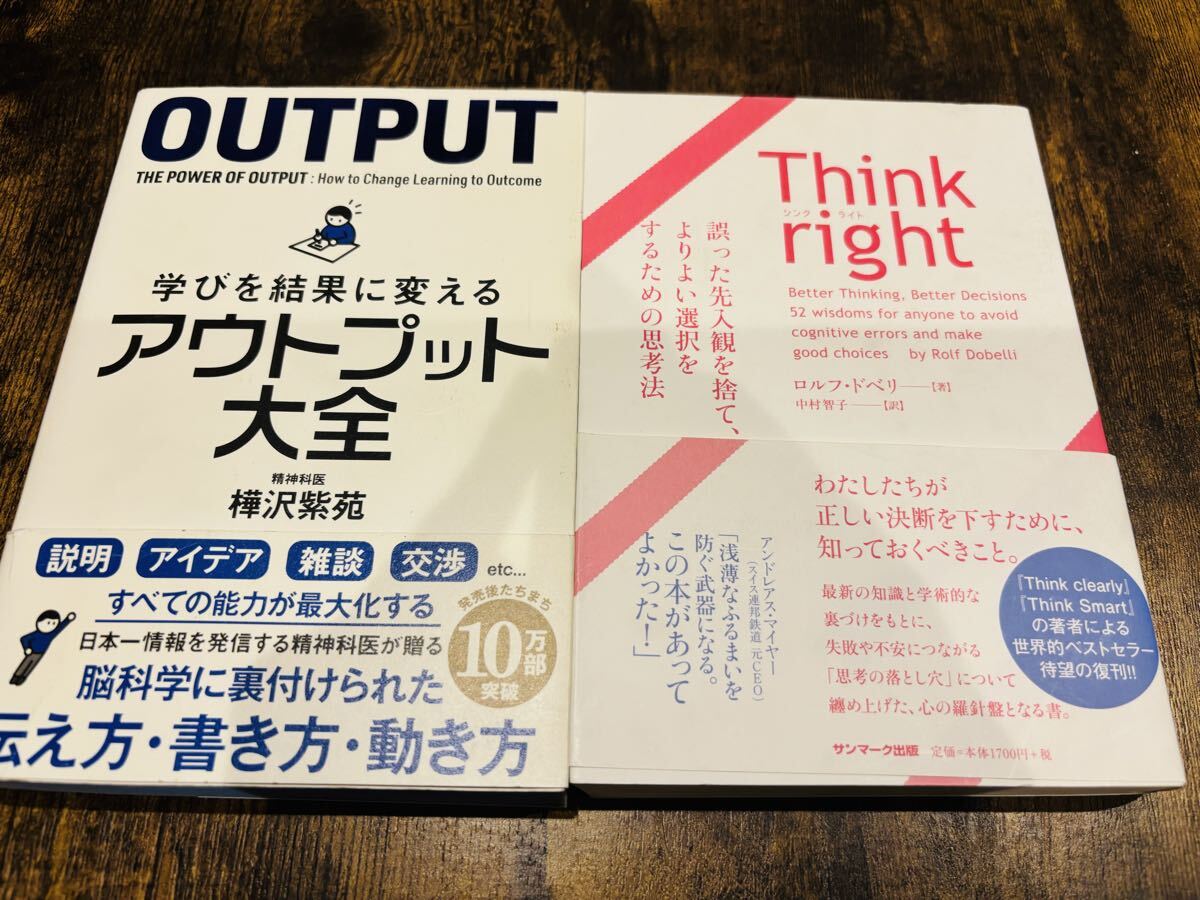 OUTPUT
THE POWER OF OUTPUT : How to Change Learning to Outcome
学びを結果に変える
アウトプット
大全
精神科医
樺沢紫苑
説明 アイデア 雑談 交渉 etc...
すべての能力が最大化する
日本一情報を発信する精神科医が贈る
脳科学に裏付けられた
伝え方・書き方・動き方
発売後たちまち
10万部
突破
Think
シンク ライト
right
Better Thinking, Better Decisions
52 wisdoms for anyone to avoid
cognitive errors and make
good choices by Rolf Dobelli
ロルフ・ドベリ──【著】
中村智子──【訳】
誤った先入観を捨て、
よりよい選択を
するための思考法
わたしたちが
正しい決断を下すために、
知っておくべきこと。
最新の知識と学術的な
裏づけをもとに、
失敗や不安につながる
「思考の落とし穴」について
纏め上げた、心の羅針盤となる書。
『Think clearly』
『Think Smart』
の著者による
世界的ベストセラー
待望の復刊!!
アンドレアス・マイヤー
(スイス連邦鉄道 元CEO)
「浅薄なふるまいを
防ぐ武器になる。
この本があって
よかった!」
サンマーク出版 定価=本体1700円+税